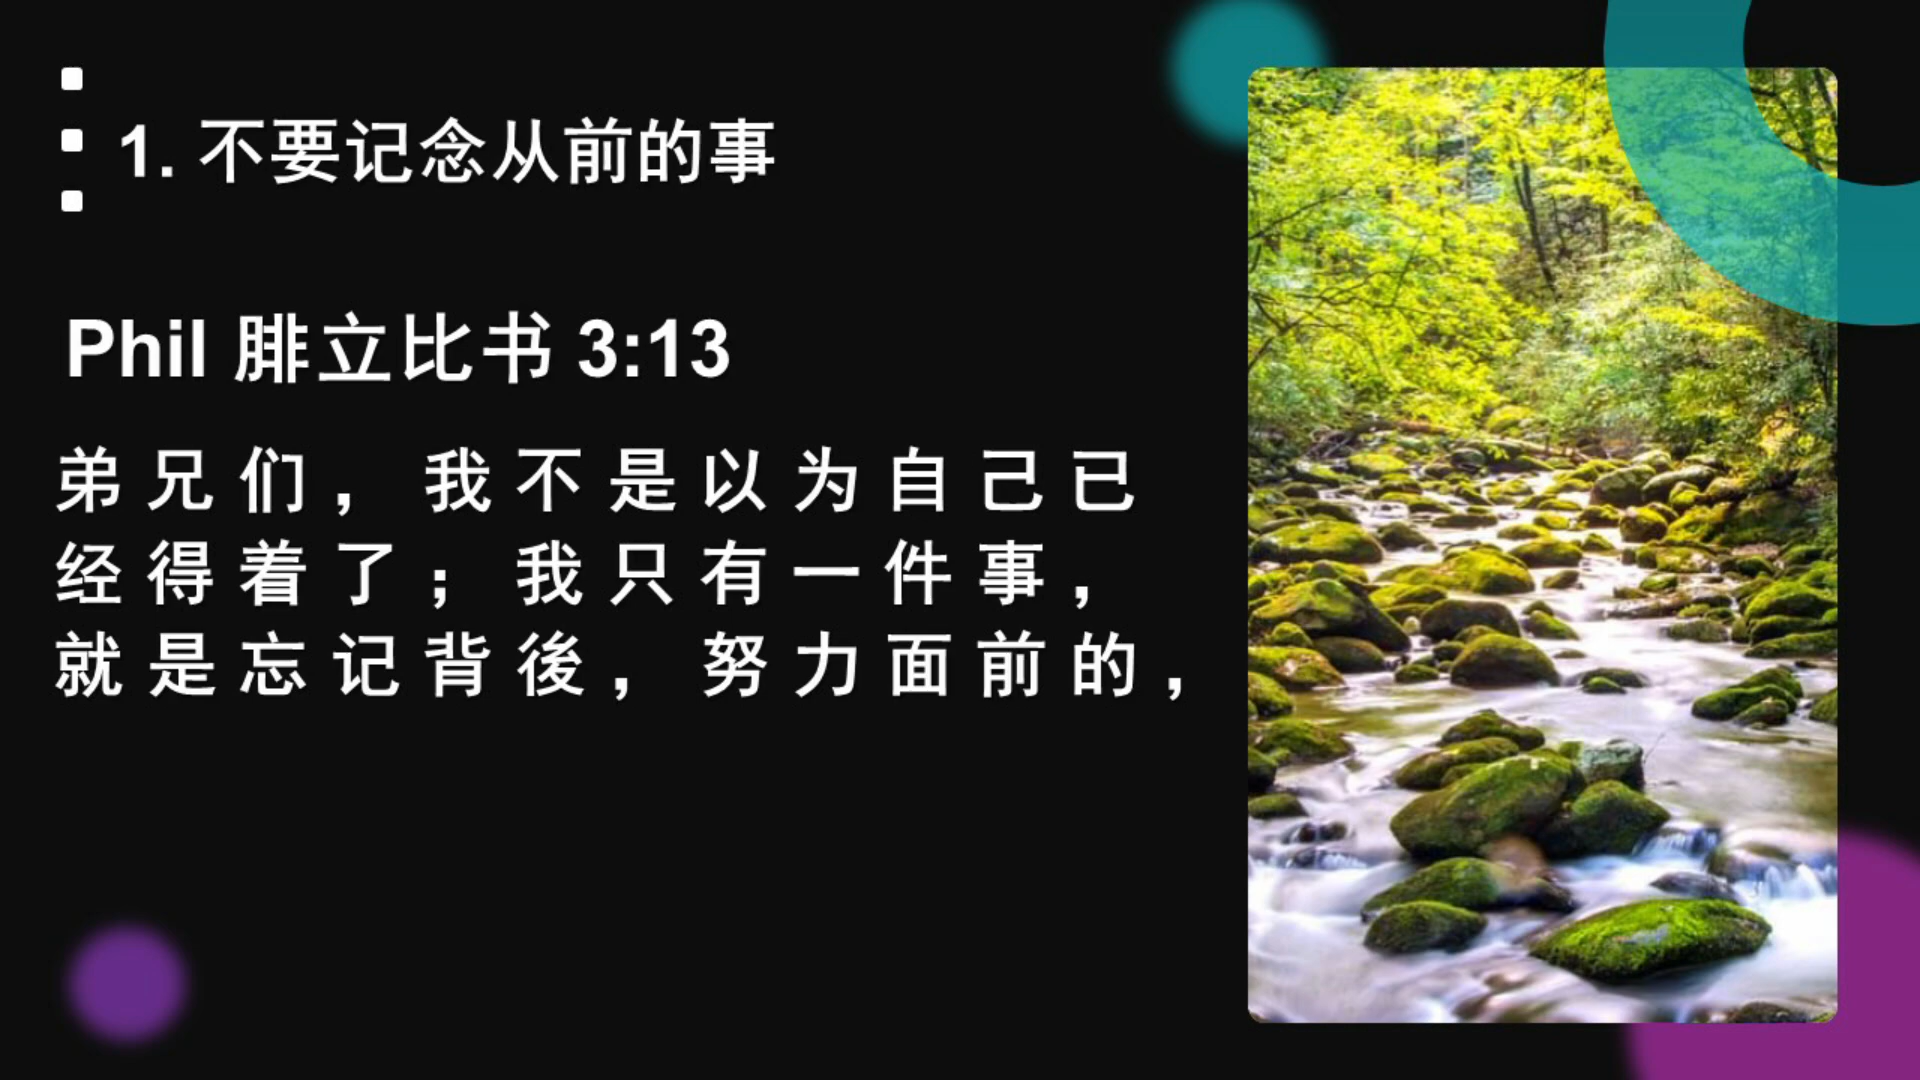 1. 不要记念从前的事
Phil 腓立比书 3:13
弟兄们，我不是以为自己已
经得着了；我只有一件事，
就是忘记背後，努力面前的，